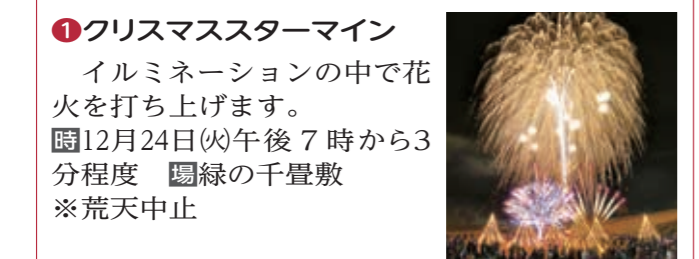 ❶クリスマススターマイン
　イルミネーションの中で花
火を打ち上げます。
時12月24日㈫午後７時から3
分程度　場緑の千畳敷
※荒天中止